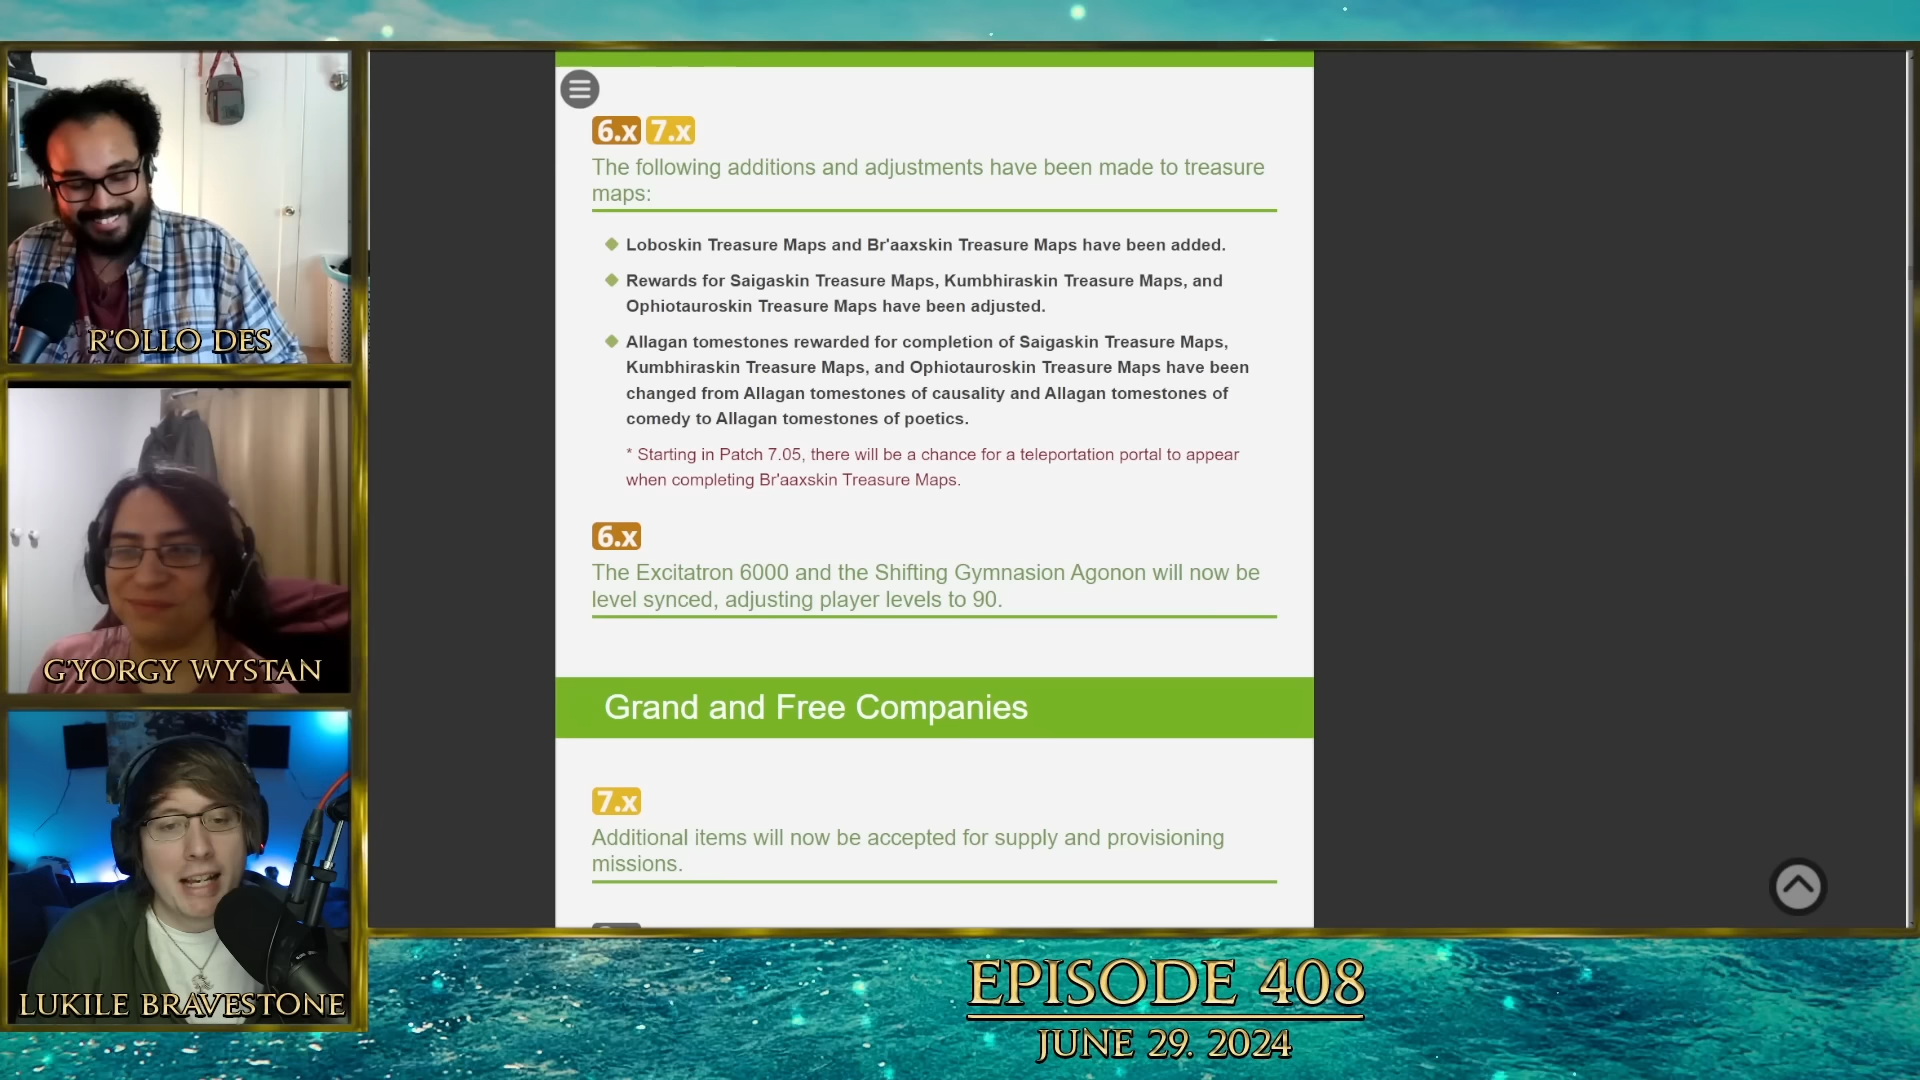 R'OLLO DES
G'YORGY WYSTAN
LUKILE BRAVESTONE
6.x 7.x
The following additions and adjustments have been made to treasure
maps:
Loboskin Treasure Maps and Br'aaxskin Treasure Maps have been added.
Rewards for Saigaskin Treasure Maps, Kumbhiraskin Treasure Maps, and
Ophiotauroskin Treasure Maps have been adjusted.
Allagan tomestones rewarded for completion of Saigaskin Treasure Maps,
Kumbhiraskin Treasure Maps, and Ophiotauroskin Treasure Maps have been
changed from Allagan tomestones of causality and Allagan tomestones of
comedy to Allagan tomestones of poetics.
* Starting in Patch 7.05, there will be a chance for a teleportation portal to appear
when completing Br'aaxskin Treasure Maps.
6.x
The Excitatron 6000 and the Shifting Gymnasion Agonon will now be
level synced, adjusting player levels to 90.
Grand and Free Companies
7.x
Additional items will now be accepted for supply and provisioning
missions.
EPISODE 408
JUNE 29. 2024